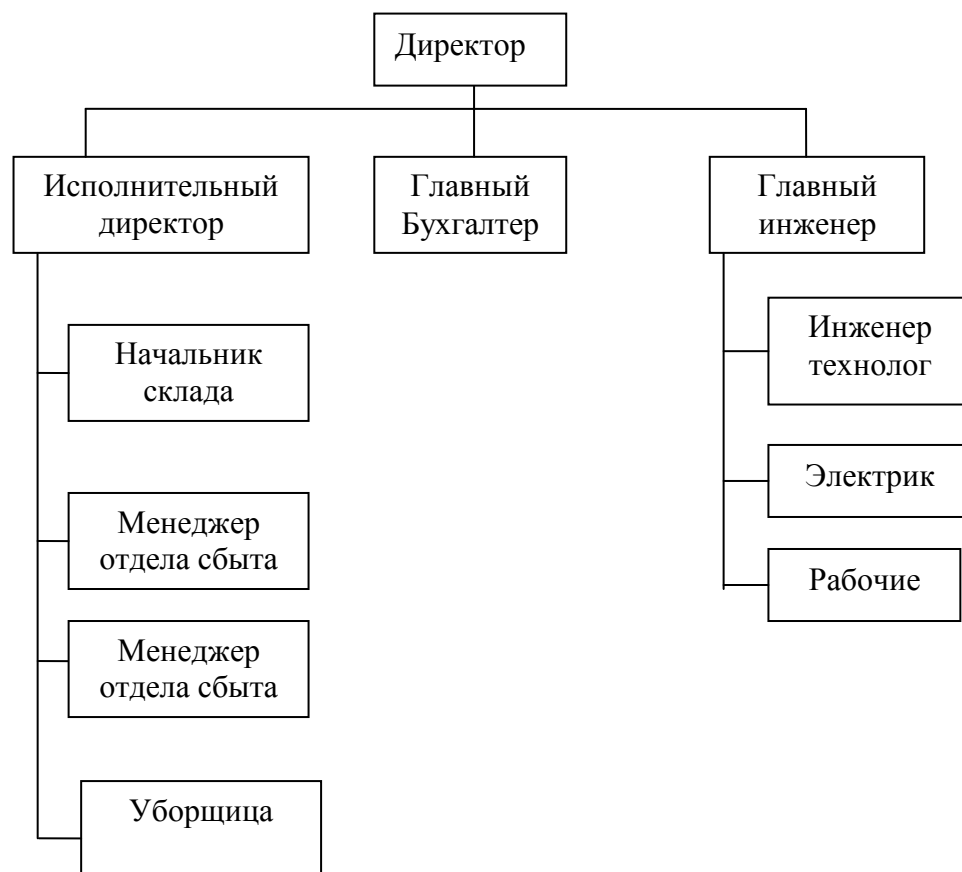 Директор
Исполнительный
директор
Главный
Бухгалтер
Главный
инженер
Начальник
склада
Менеджер
отдела сбыта
Менеджер
отдела сбыта
Уборщица
Инженер
технолог
Электрик
Рабочие